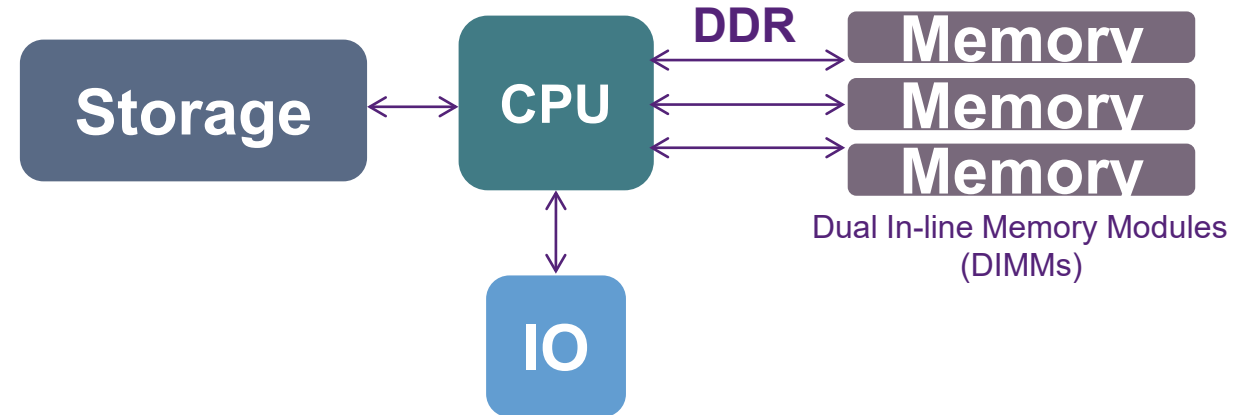 DDR
Storage
CPU
Memory
Memory
Memory
Dual In-line Memory Modules
(DIMMs)
IO